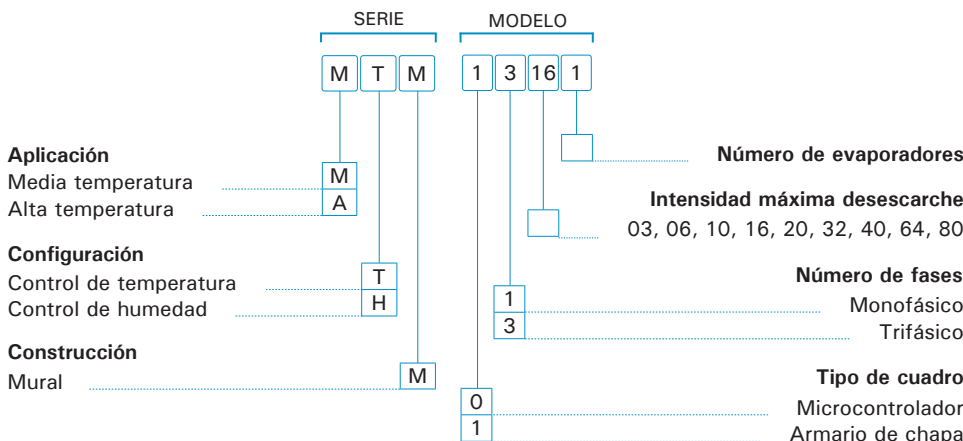 SERIE MODELO
M T M 1 3 16 1
Aplicación
Media temperatura M
Alta temperatura A
Configuración
Control de temperatura T
Control de humedad H
Construcción
Mural M
Número de evaporadores
Intensidad máxima desescarche
03, 06, 10, 16, 20, 32, 40, 64, 80
Número de fases
1 Monofásico
3 Trifásico
Tipo de cuadro
0 Microcontrolador
1 Armario de chapa